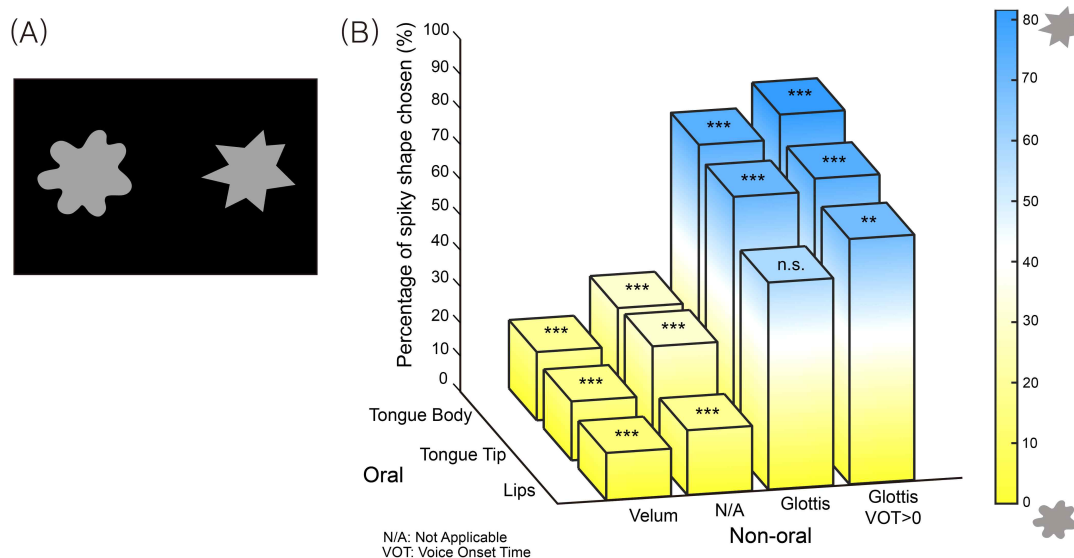 (A)
(B)
Percentage of spiky shape chosen (%)
100
90
80
70
60
50
40
30
20
10
0
***
***
***
***
***
***
n.s.
**
***
***
***
***
Tongue Body
Tongue Tip
Lips
Oral
Velum
N/A
Glottis
Glottis
VOT>0
Non-oral
N/A: Not Applicable
VOT: Voice Onset Time
80
70
60
50
40
30
20
10
0